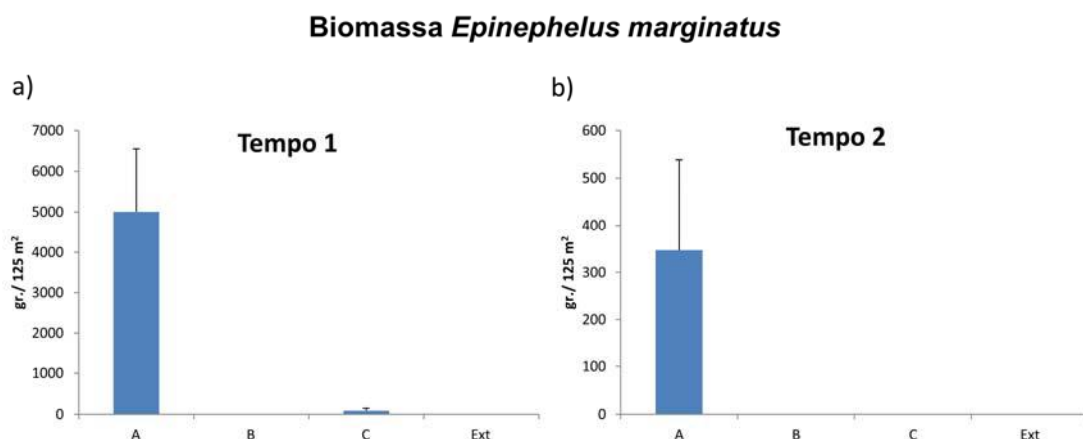 Biomassa Epinephelus marginatus
a)
Tempo 1
7000
6000
5000
4000
3000
2000
1000
0
gr./ 125 m²
A B C Ext
b)
Tempo 2
600
500
400
300
200
100
0
gr./ 125 m²
A B C Ext